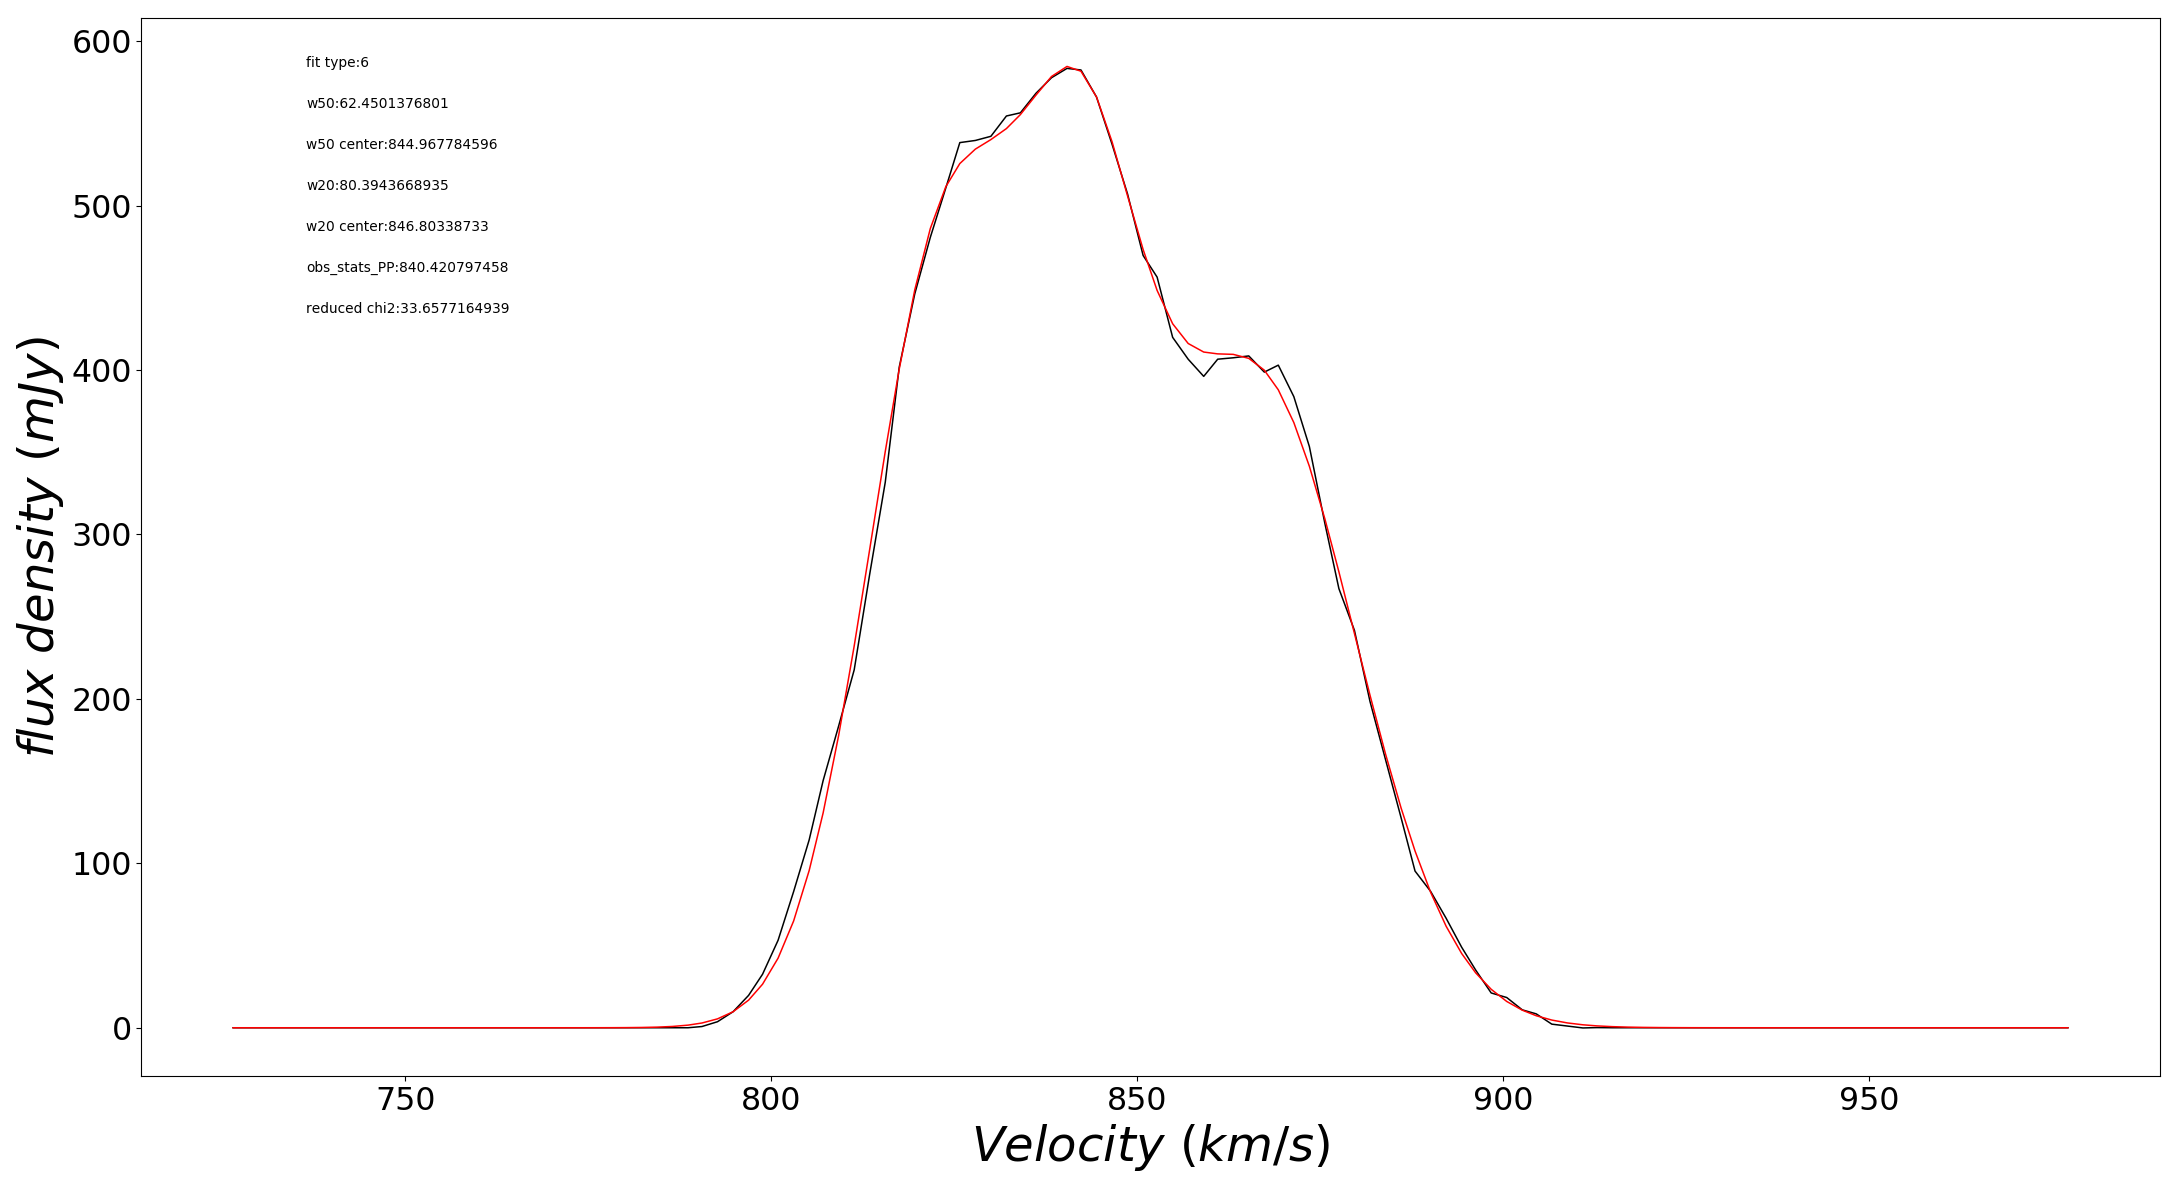 600
500
400
300
200
100
0
fit type:6
w50:62.4501376801
w50 center:844.967784596
w20:80.3943668935
w20 center:846.80338733
obs_stats_PP:840.420797458
reduced chi2:33.6577164939
flux density (mJy)
750 800 850 900 950
Velocity (km/s)